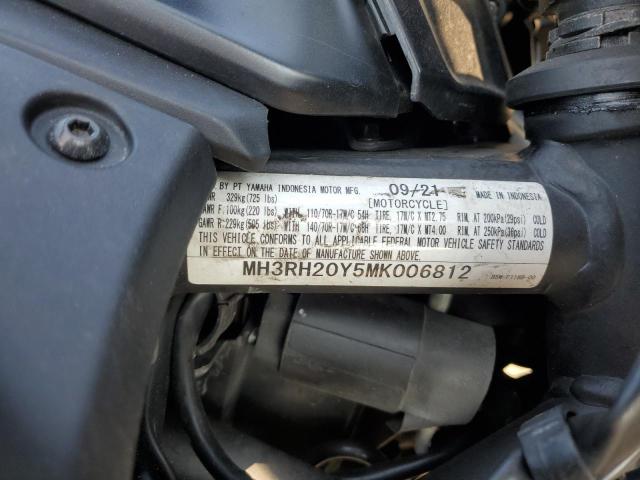 BY PT YAMAHA INDONESIA MOTOR MFG. 09/21 MADE IN INDONESIA
329kg(725 lbs) [MOTORCYCLE]
F:100kg(220 lbs) WITH 110/70R-17M/C 54H TIRE, 17M/C X MT2.75 RIM, AT 200kPa(29psi) COLD
GAWR R:229kg(505 lbs) WITH 140/70R-17M/C 66H TIRE, 17M/C X MT4.00 RIM, AT 250kPa(36psi) COLD
THIS VEHICLE CONFORMS TO ALL APPLICABLE FEDERAL MOTOR VEHICLE SAFETY STANDARDS
IN EFFECT ON THE DATE OF MANUFACTURE SHOWN ABOVE.
MH3RH20Y5MK006812